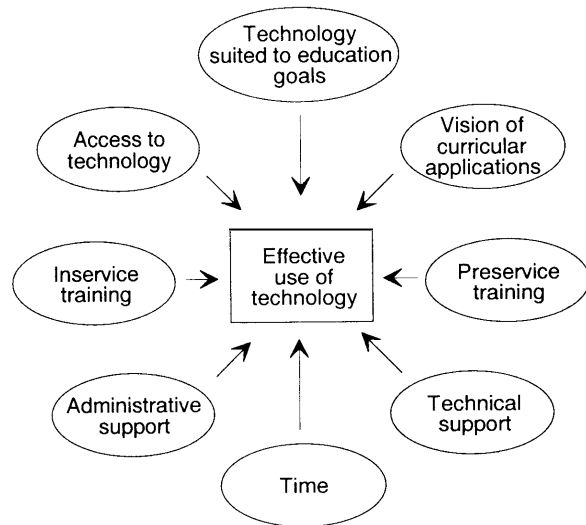 Technology
suited to education
goals
Access to
technology
Vision of
curricular
applications
Inservice
training
Effective
use of
technology
Preservice
training
Administrative
support
Technical
support
Time